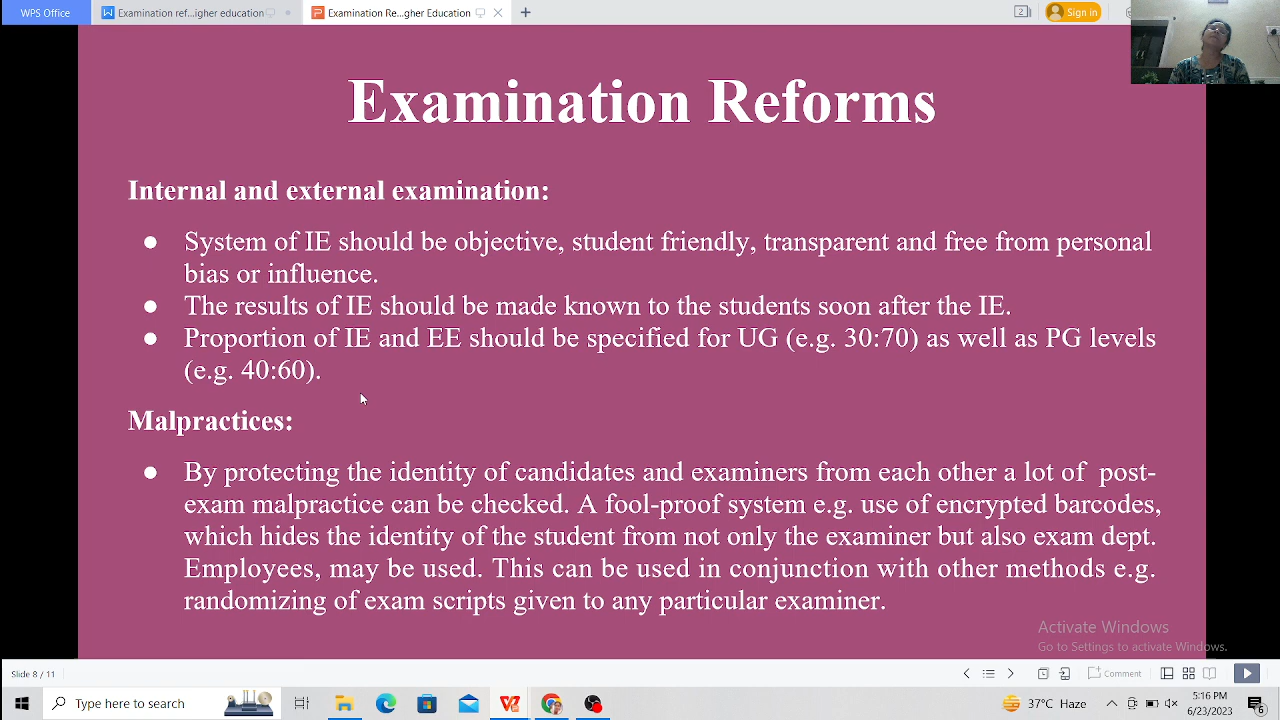 WPS Office
Examination ref...igher education
Examination Re...gher Education
Sign in
Examination Reforms
Internal and external examination:
● System of IE should be objective, student friendly, transparent and free from personal
bias or influence.
● The results of IE should be made known to the students soon after the IE.
● Proportion of IE and EE should be specified for UG (e.g. 30:70) as well as PG levels
(e.g. 40:60).
Malpractices:
● By protecting the identity of candidates and examiners from each other a lot of post-
exam malpractice can be checked. A fool-proof system e.g. use of encrypted barcodes,
which hides the identity of the student from not only the examiner but also exam dept.
Employees, may be used. This can be used in conjunction with other methods e.g.
randomizing of exam scripts given to any particular examiner.
Activate Windows
Go to Settings to activate Windows.
Slide 8 / 11
Comment
Type here to search
37°C Haze
5:16 PM
6/23/2023
6